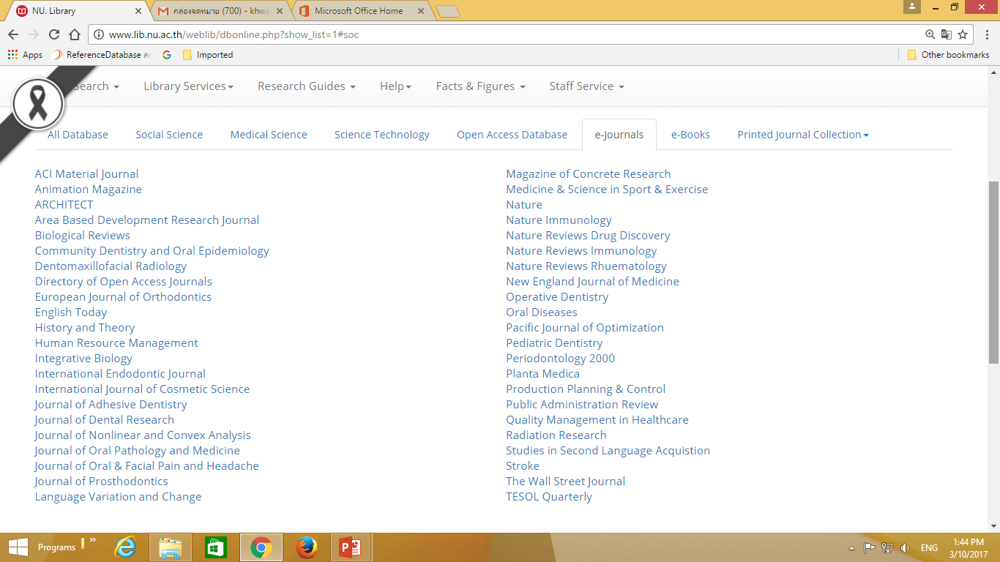 NU. Library
กล่องจดหมาย (700) - khwa
Microsoft Office Home
www.lib.nu.ac.th/weblib/dbonline.php?show_list=1#soc
Apps ReferenceDatabase Imported Other bookmarks
Search Library Services Research Guides Help Facts & Figures Staff Service
All Database Social Science Medical Science Science Technology Open Access Database e-Journals e-Books Printed Journal Collection
ACI Material Journal
Animation Magazine
ARCHITECT
Area Based Development Research Journal
Biological Reviews
Community Dentistry and Oral Epidemiology
Dentomaxillofacial Radiology
Directory of Open Access Journals
European Journal of Orthodontics
English Today
History and Theory
Human Resource Management
Integrative Biology
International Endodontic Journal
International Journal of Cosmetic Science
Journal of Adhesive Dentistry
Journal of Dental Research
Journal of Nonlinear and Convex Analysis
Journal of Oral Pathology and Medicine
Journal of Oral & Facial Pain and Headache
Journal of Prosthodontics
Language Variation and Change
Magazine of Concrete Research
Medicine & Science in Sport & Exercise
Nature
Nature Immunology
Nature Reviews Drug Discovery
Nature Reviews Immunology
Nature Reviews Rhuematology
New England Journal of Medicine
Operative Dentistry
Oral Diseases
Pacific Journal of Optimization
Pediatric Dentistry
Periodontology 2000
Planta Medica
Production Planning & Control
Public Administration Review
Quality Management in Healthcare
Radiation Research
Studies in Second Language Acquistion
Stroke
The Wall Street Journal
TESOL Quarterly
Programs
ENG
1:44 PM
3/10/2017